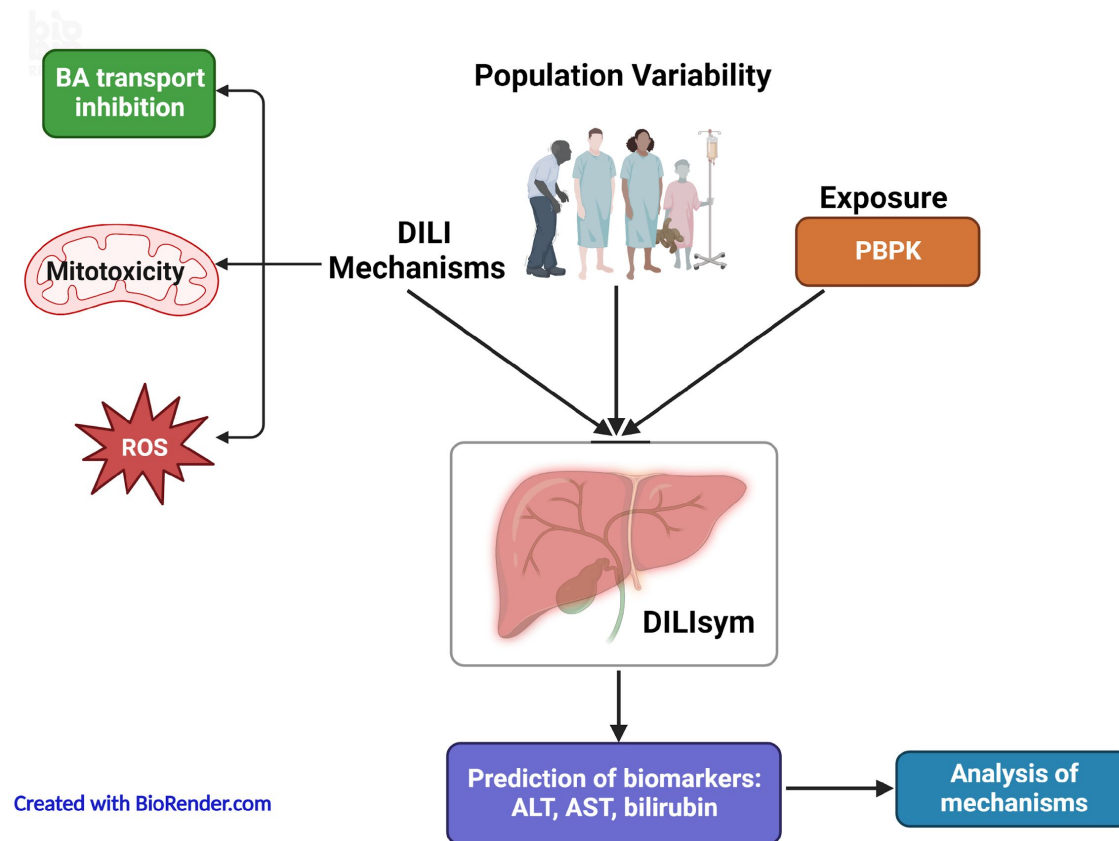 BA transport
inhibition
Population Variability
Exposure
PBPK
DILI
Mechanisms
Mitotoxicity
ROS
DILIsym
Prediction of biomarkers:
ALT, AST, bilirubin
Analysis of
mechanisms
Created with BioRender.com